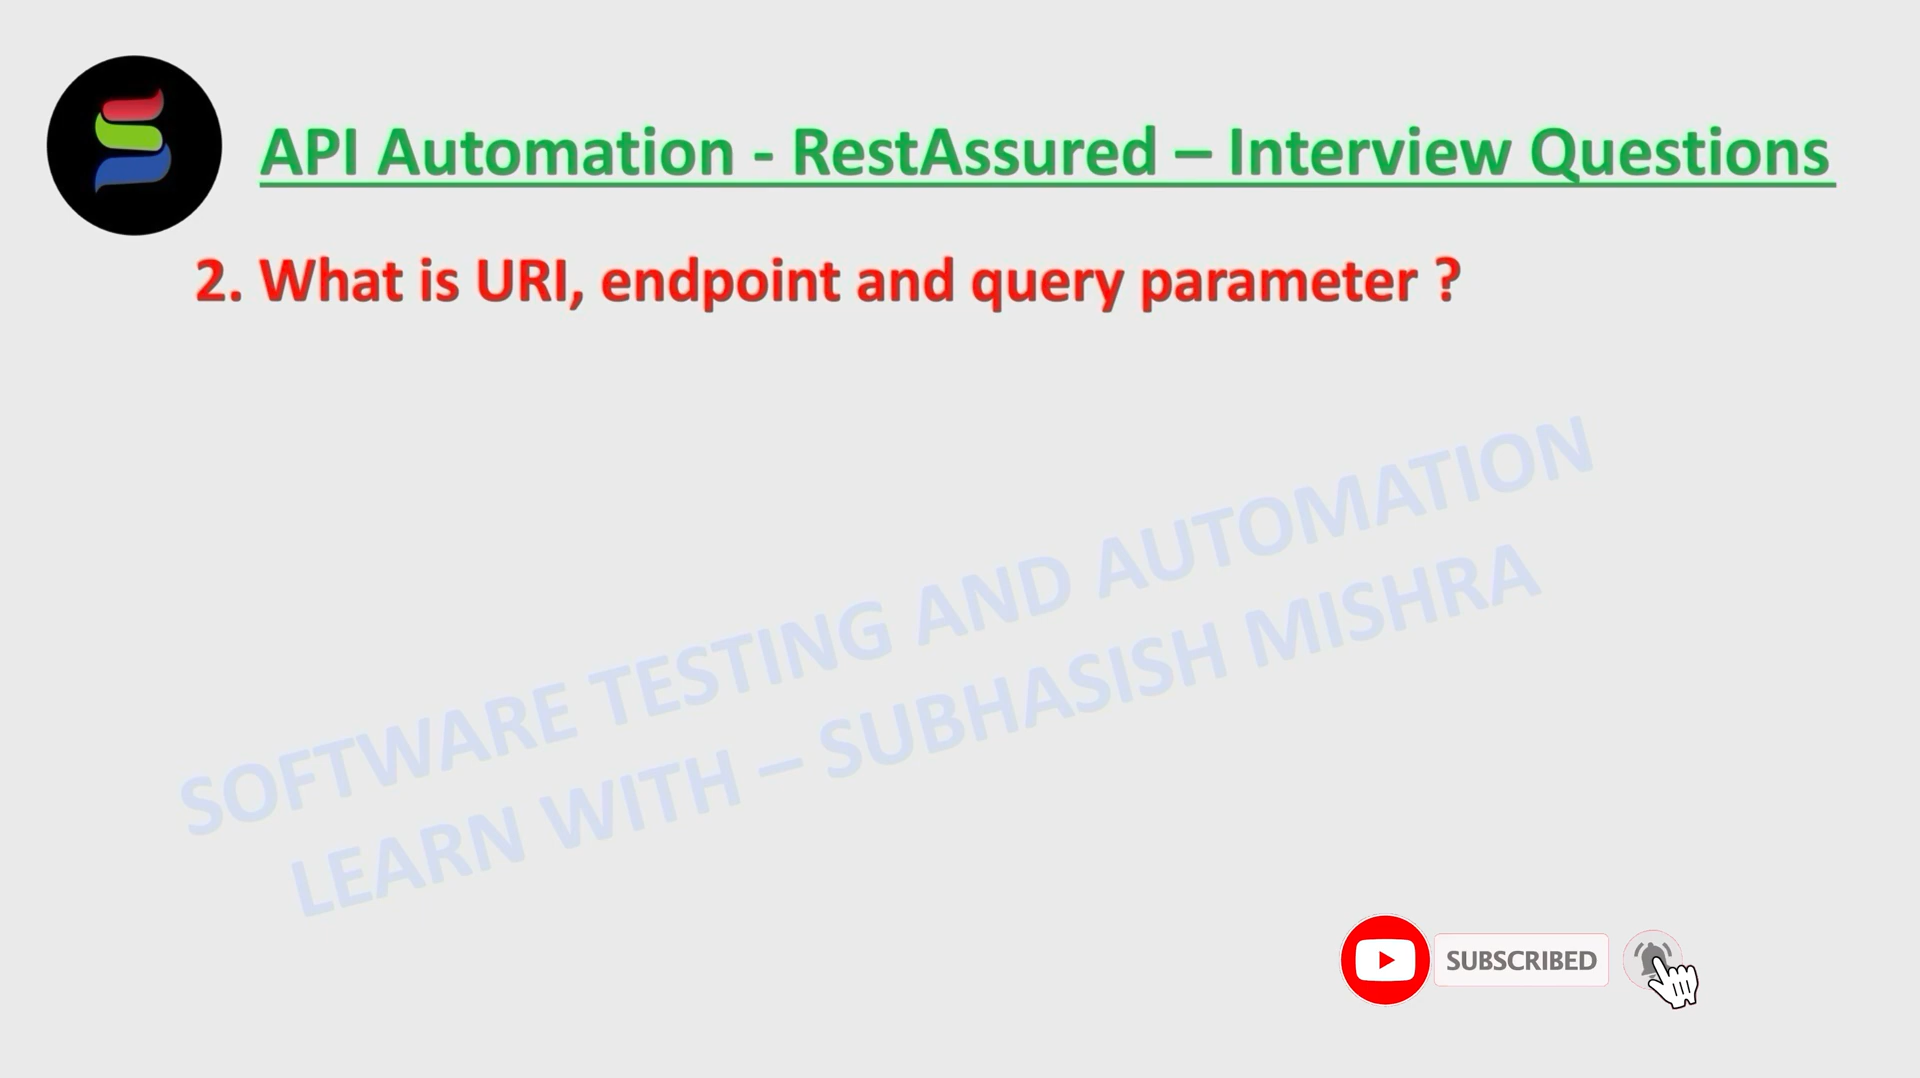 API Automation - RestAssured – Interview Questions
2. What is URI, endpoint and query parameter ?
SOFTWARE TESTING AND AUTOMATION
LEARN WITH – SUBHASISH MISHRA
SUBSCRIBED